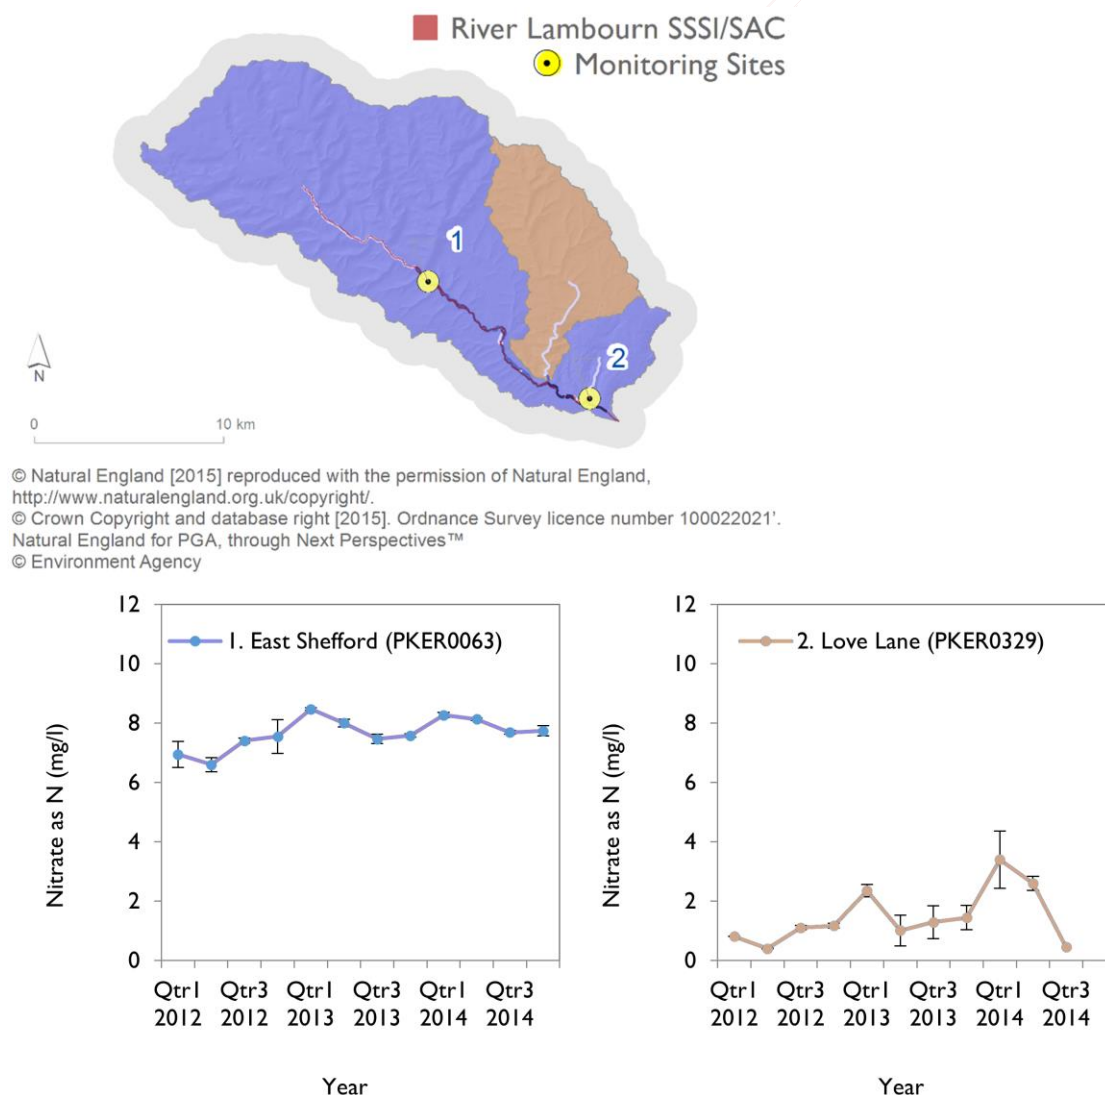 River Lambourn SSSI/SAC
Monitoring Sites
1
2
N
0 10 km
© Natural England [2015] reproduced with the permission of Natural England,
http://www.naturalengland.org.uk/copyright/.
© Crown Copyright and database right [2015]. Ordnance Survey licence number 100022021'.
Natural England for PGA, through Next Perspectives™
© Environment Agency
12
10
8
6
4
2
0
Nitrate as N (mg/l)
1. East Shefford (PKER0063)
Qtr1 Qtr3 Qtr1 Qtr3 Qtr1 Qtr3
2012 2012 2013 2013 2014 2014
Year
12
10
8
6
4
2
0
Nitrate as N (mg/l)
2. Love Lane (PKER0329)
Qtr1 Qtr3 Qtr1 Qtr3 Qtr1 Qtr3
2012 2012 2013 2013 2014 2014
Year